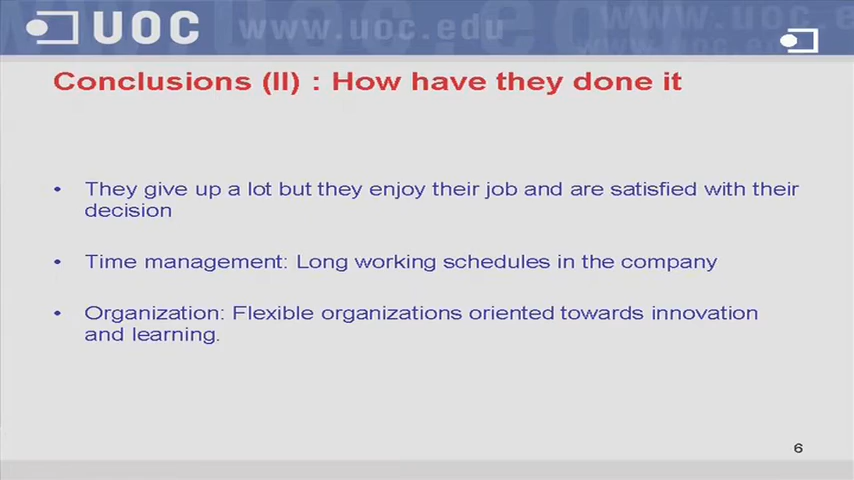 UOC www.uoc.edu
Conclusions (II) : How have they done it
• They give up a lot but they enjoy their job and are satisfied with their
decision
• Time management: Long working schedules in the company
• Organization: Flexible organizations oriented towards innovation
and learning.
6